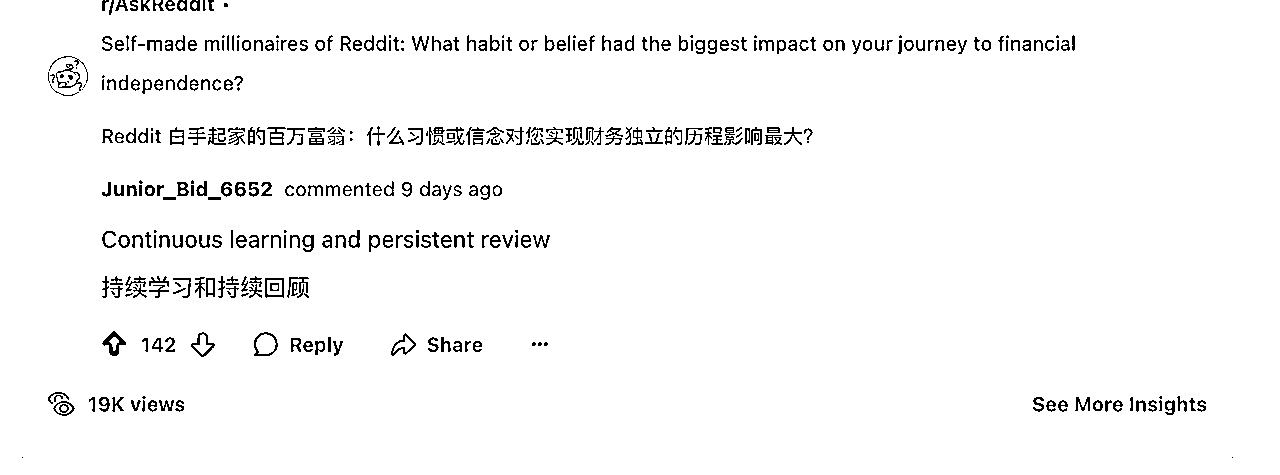 r/AskReddit •
Self-made millionaires of Reddit: What habit or belief had the biggest impact on your journey to financial
independence?
Reddit 白手起家的百万富翁：什么习惯或信念对您实现财务独立的历程影响最大？
Junior_Bid_6652 commented 9 days ago
Continuous learning and persistent review
持续学习和持续回顾
142 Reply Share ...
19K views See More Insights